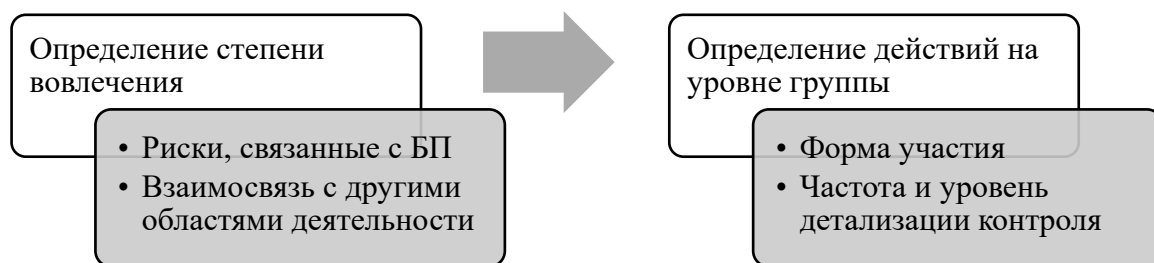 Определение степени
вовлечения
• Риски, связанные с БП
• Взаимосвязь с другими
областями деятельности
Определение действий на
уровне группы
• Форма участия
• Частота и уровень
детализации контроля